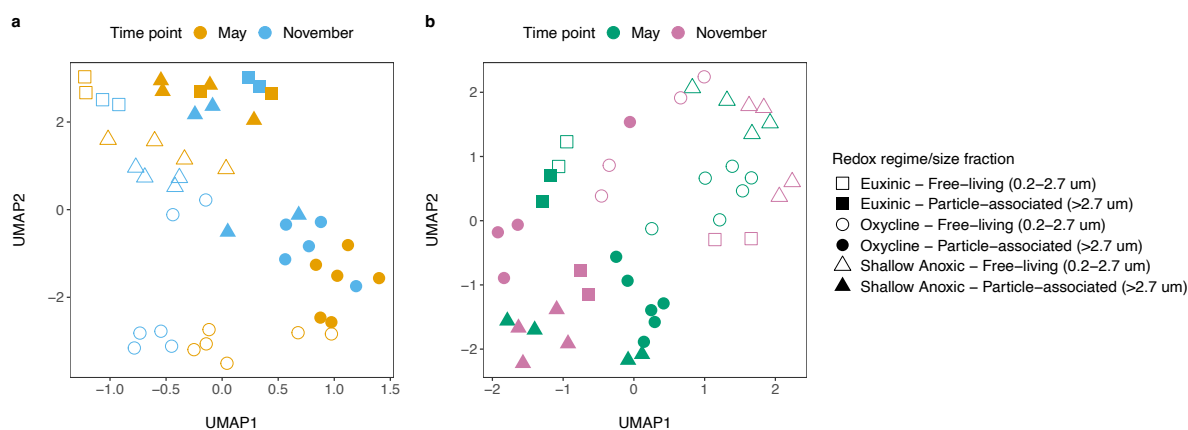 a
Time point May November
2
0
−2
−1.0 −0.5 0.0 0.5 1.0 1.5
UMAP1
UMAP2
b
Time point May November
2
1
0
−1
−2
−2 −1 0 1 2
UMAP1
UMAP2
Redox regime/size fraction
Euxinic − Free−living (0.2−2.7 um)
Euxinic − Particle−associated (>2.7 um)
Oxycline − Free−living (0.2−2.7 um)
Oxycline − Particle−associated (>2.7 um)
Shallow Anoxic − Free−living (0.2−2.7 um)
Shallow Anoxic − Particle−associated (>2.7 um)